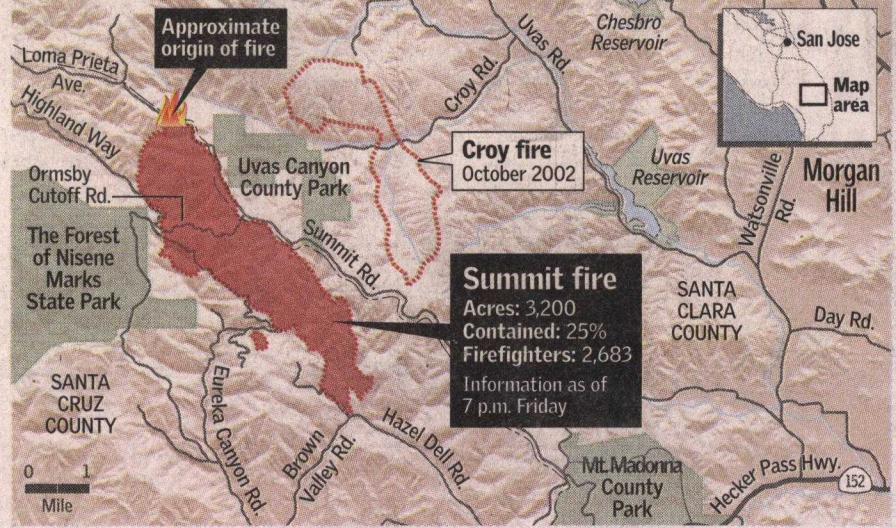 Approximate
origin of fire
Loma Prieta
Ave.
Highland Way
Ormsby
Cutoff Rd.
The Forest
of Nisene
Marks
State Park
Uvas Canyon
County Park
Croy Rd.
Uvas Rd.
Chesbro
Reservoir
San Jose
Map
area
Croy fire
October 2002
Uvas
Reservoir
Watsonville
Rd.
Morgan
Hill
Summit Rd.
Summit fire
Acres: 3,200
Contained: 25%
Firefighters: 2,683
Information as of
7 p.m. Friday
SANTA
CLARA
COUNTY
Day Rd.
SANTA
CRUZ
COUNTY
Eureka Canyon Rd.
Brown
Valley Rd.
Hazel Dell Rd.
Mt. Madonna
County
Park
Hecker Pass Hwy.
152
0 1
Mile